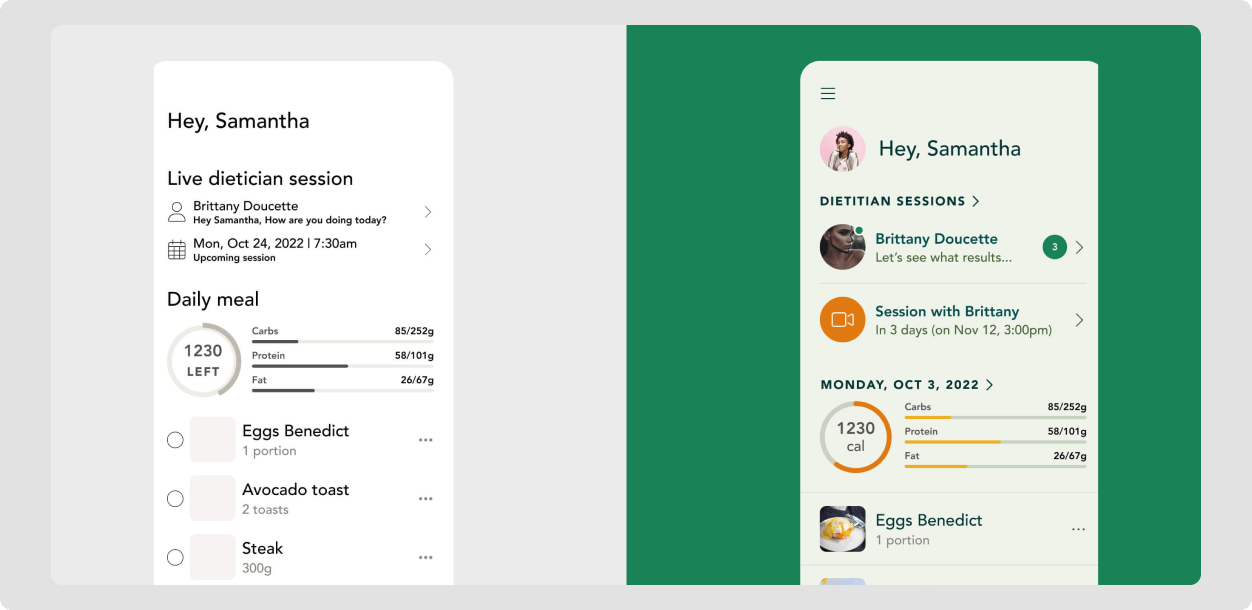 Hey, Samantha
Live dietician session
Brittany Doucette
Hey Samantha, How are you doing today?
Mon, Oct 24, 2022 | 7:30am
Upcoming session
Daily meal
1230
LEFT
Carbs 85/252g
Protein 58/101g
Fat 26/67g
Eggs Benedict
1 portion
Avocado toast
2 toasts
Steak
300g
Hey, Samantha
DIETITIAN SESSIONS
Brittany Doucette
Let's see what results...
3
Session with Brittany
In 3 days (on Nov 12, 3:00pm)
MONDAY, OCT 3, 2022
1230
cal
Carbs 85/252g
Protein 58/101g
Fat 26/67g
Eggs Benedict
1 portion